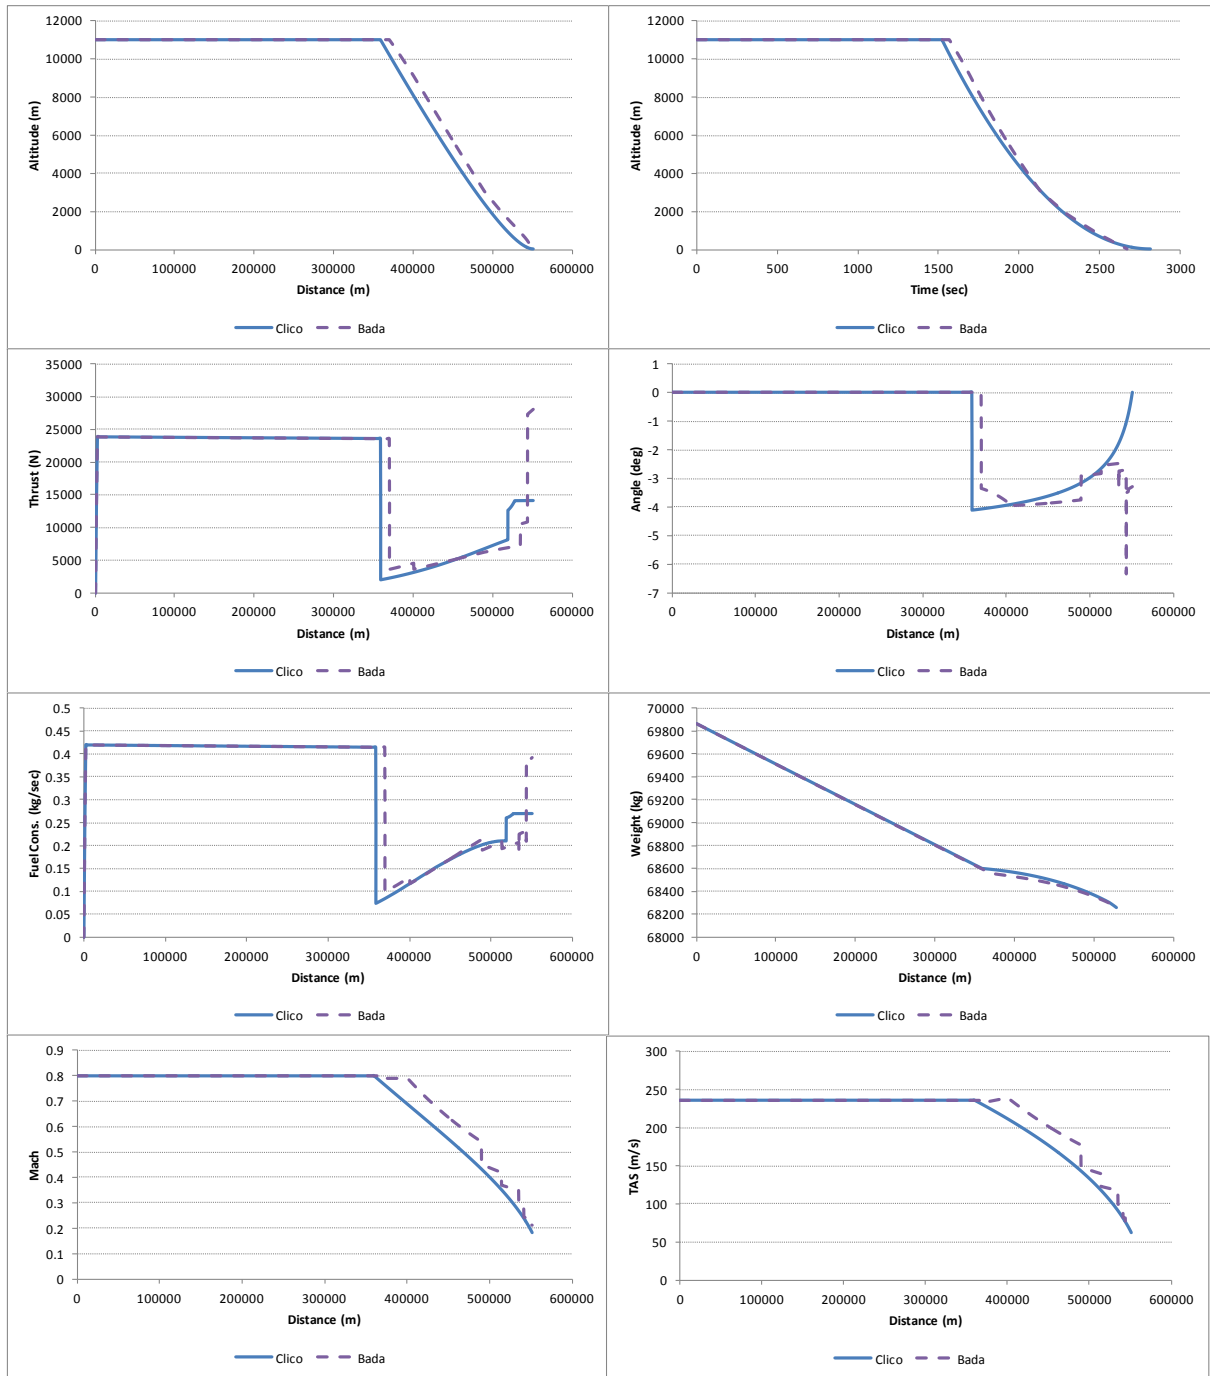 12000
10000
8000
6000
4000
2000
0
Altitude (m)
0 100000 200000 300000 400000 500000 600000
Distance (m)
Clico Bada
12000
10000
8000
6000
4000
2000
0
Altitude (m)
0 500 1000 1500 2000 2500 3000
Time (sec)
Clico Bada
35000
30000
25000
20000
15000
10000
5000
0
Thrust (N)
0 100000 200000 300000 400000 500000 600000
Distance (m)
Clico Bada
1
0
-1
-2
-3
-4
-5
-6
-7
Angle (deg)
0 100000 200000 300000 400000 500000 600000
Distance (m)
Clico Bada
0.5
0.45
0.4
0.35
0.3
0.25
0.2
0.15
0.1
0.05
0
Fuel Cons. (kg/sec)
0 100000 200000 300000 400000 500000 600000
Distance (m)
Clico Bada
70000
69800
69600
69400
69200
69000
68800
68600
68400
68200
68000
Weight (kg)
0 100000 200000 300000 400000 500000 600000
Distance (m)
Clico Bada
0.9
0.8
0.7
0.6
0.5
0.4
0.3
0.2
0.1
0
Mach
0 100000 200000 300000 400000 500000 600000
Distance (m)
Clico Bada
300
250
200
150
100
50
0
TAS (m/s)
0 100000 200000 300000 400000 500000 600000
Distance (m)
Clico Bada